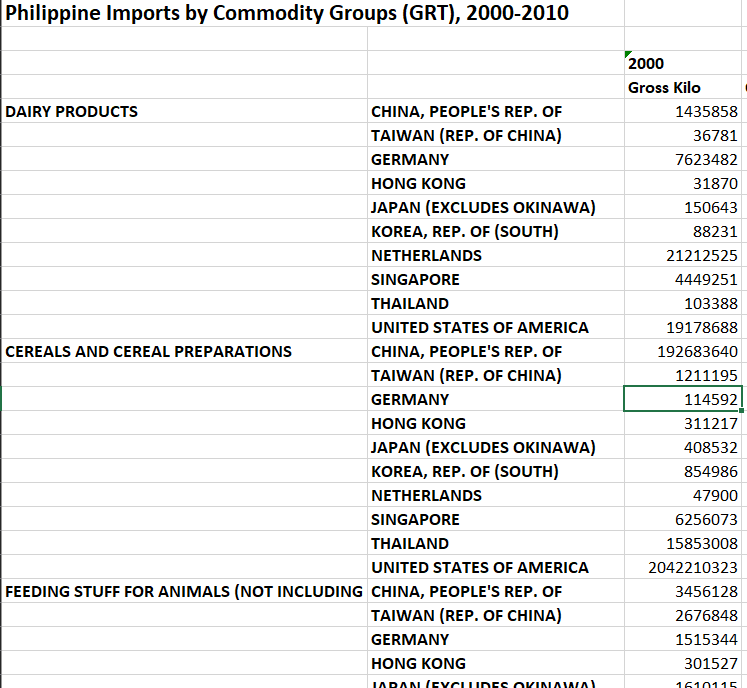 Philippine Imports by Commodity Groups (GRT), 2000-2010
2000
Gross Kilo
DAIRY PRODUCTS CHINA, PEOPLE'S REP. OF 1435858
TAIWAN (REP. OF CHINA) 36781
GERMANY 7623482
HONG KONG 31870
JAPAN (EXCLUDES OKINAWA) 150643
KOREA, REP. OF (SOUTH) 88231
NETHERLANDS 21212525
SINGAPORE 4449251
THAILAND 103388
UNITED STATES OF AMERICA 19178688
CEREALS AND CEREAL PREPARATIONS CHINA, PEOPLE'S REP. OF 192683640
TAIWAN (REP. OF CHINA) 1211195
GERMANY 114592
HONG KONG 311217
JAPAN (EXCLUDES OKINAWA) 408532
KOREA, REP. OF (SOUTH) 854986
NETHERLANDS 47900
SINGAPORE 6256073
THAILAND 15853008
UNITED STATES OF AMERICA 2042210323
FEEDING STUFF FOR ANIMALS (NOT INCLUDING CHINA, PEOPLE'S REP. OF 3456128
TAIWAN (REP. OF CHINA) 2676848
GERMANY 1515344
HONG KONG 301527
JAPAN (EXCLUDES OKINAWA) 1610115